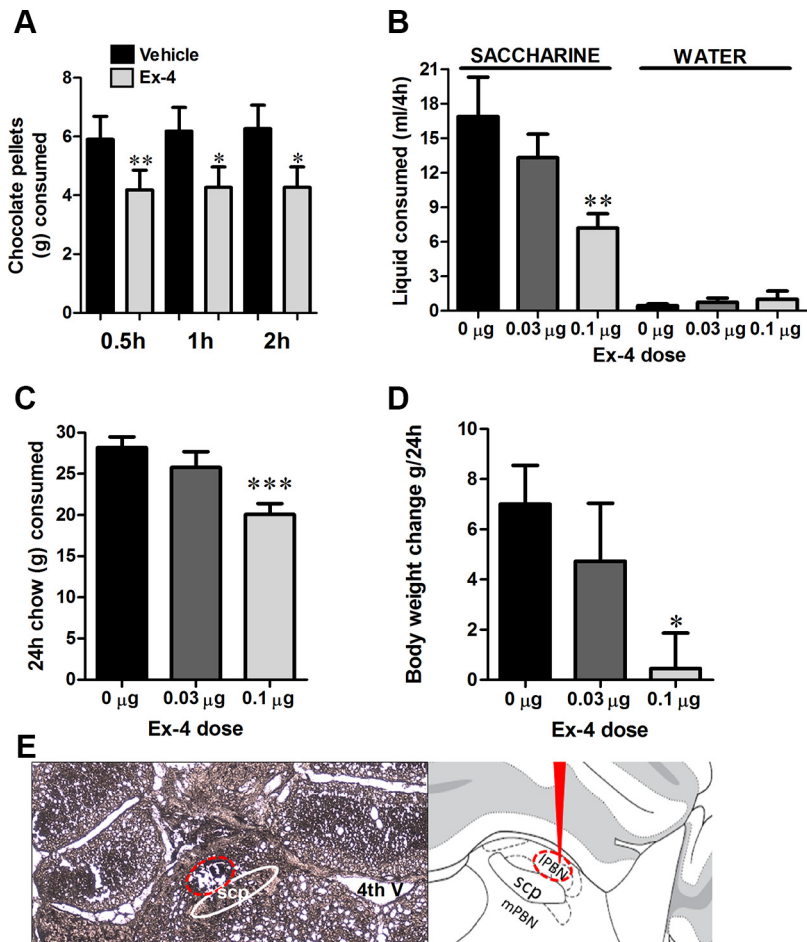 A
Vehicle
Ex-4
Chocolate pellets
(g) consumed
8
6
4
2
0
**
*
*
0.5h 1h 2h
B
SACCHARINE WATER
Liquid consumed (ml/4h)
21
18
15
12
9
6
3
0
**
0 μg 0.03 μg 0.1 μg 0 μg 0.03 μg 0.1 μg
Ex-4 dose
C
24h chow (g) consumed
30
25
20
15
10
5
0
***
0 μg 0.03 μg 0.1 μg
Ex-4 dose
D
Body weight change g/24h
10
8
6
4
2
0
*
0 μg 0.03 μg 0.1 μg
Ex-4 dose
E
scp
4th V
lPBN
scp
mPBN